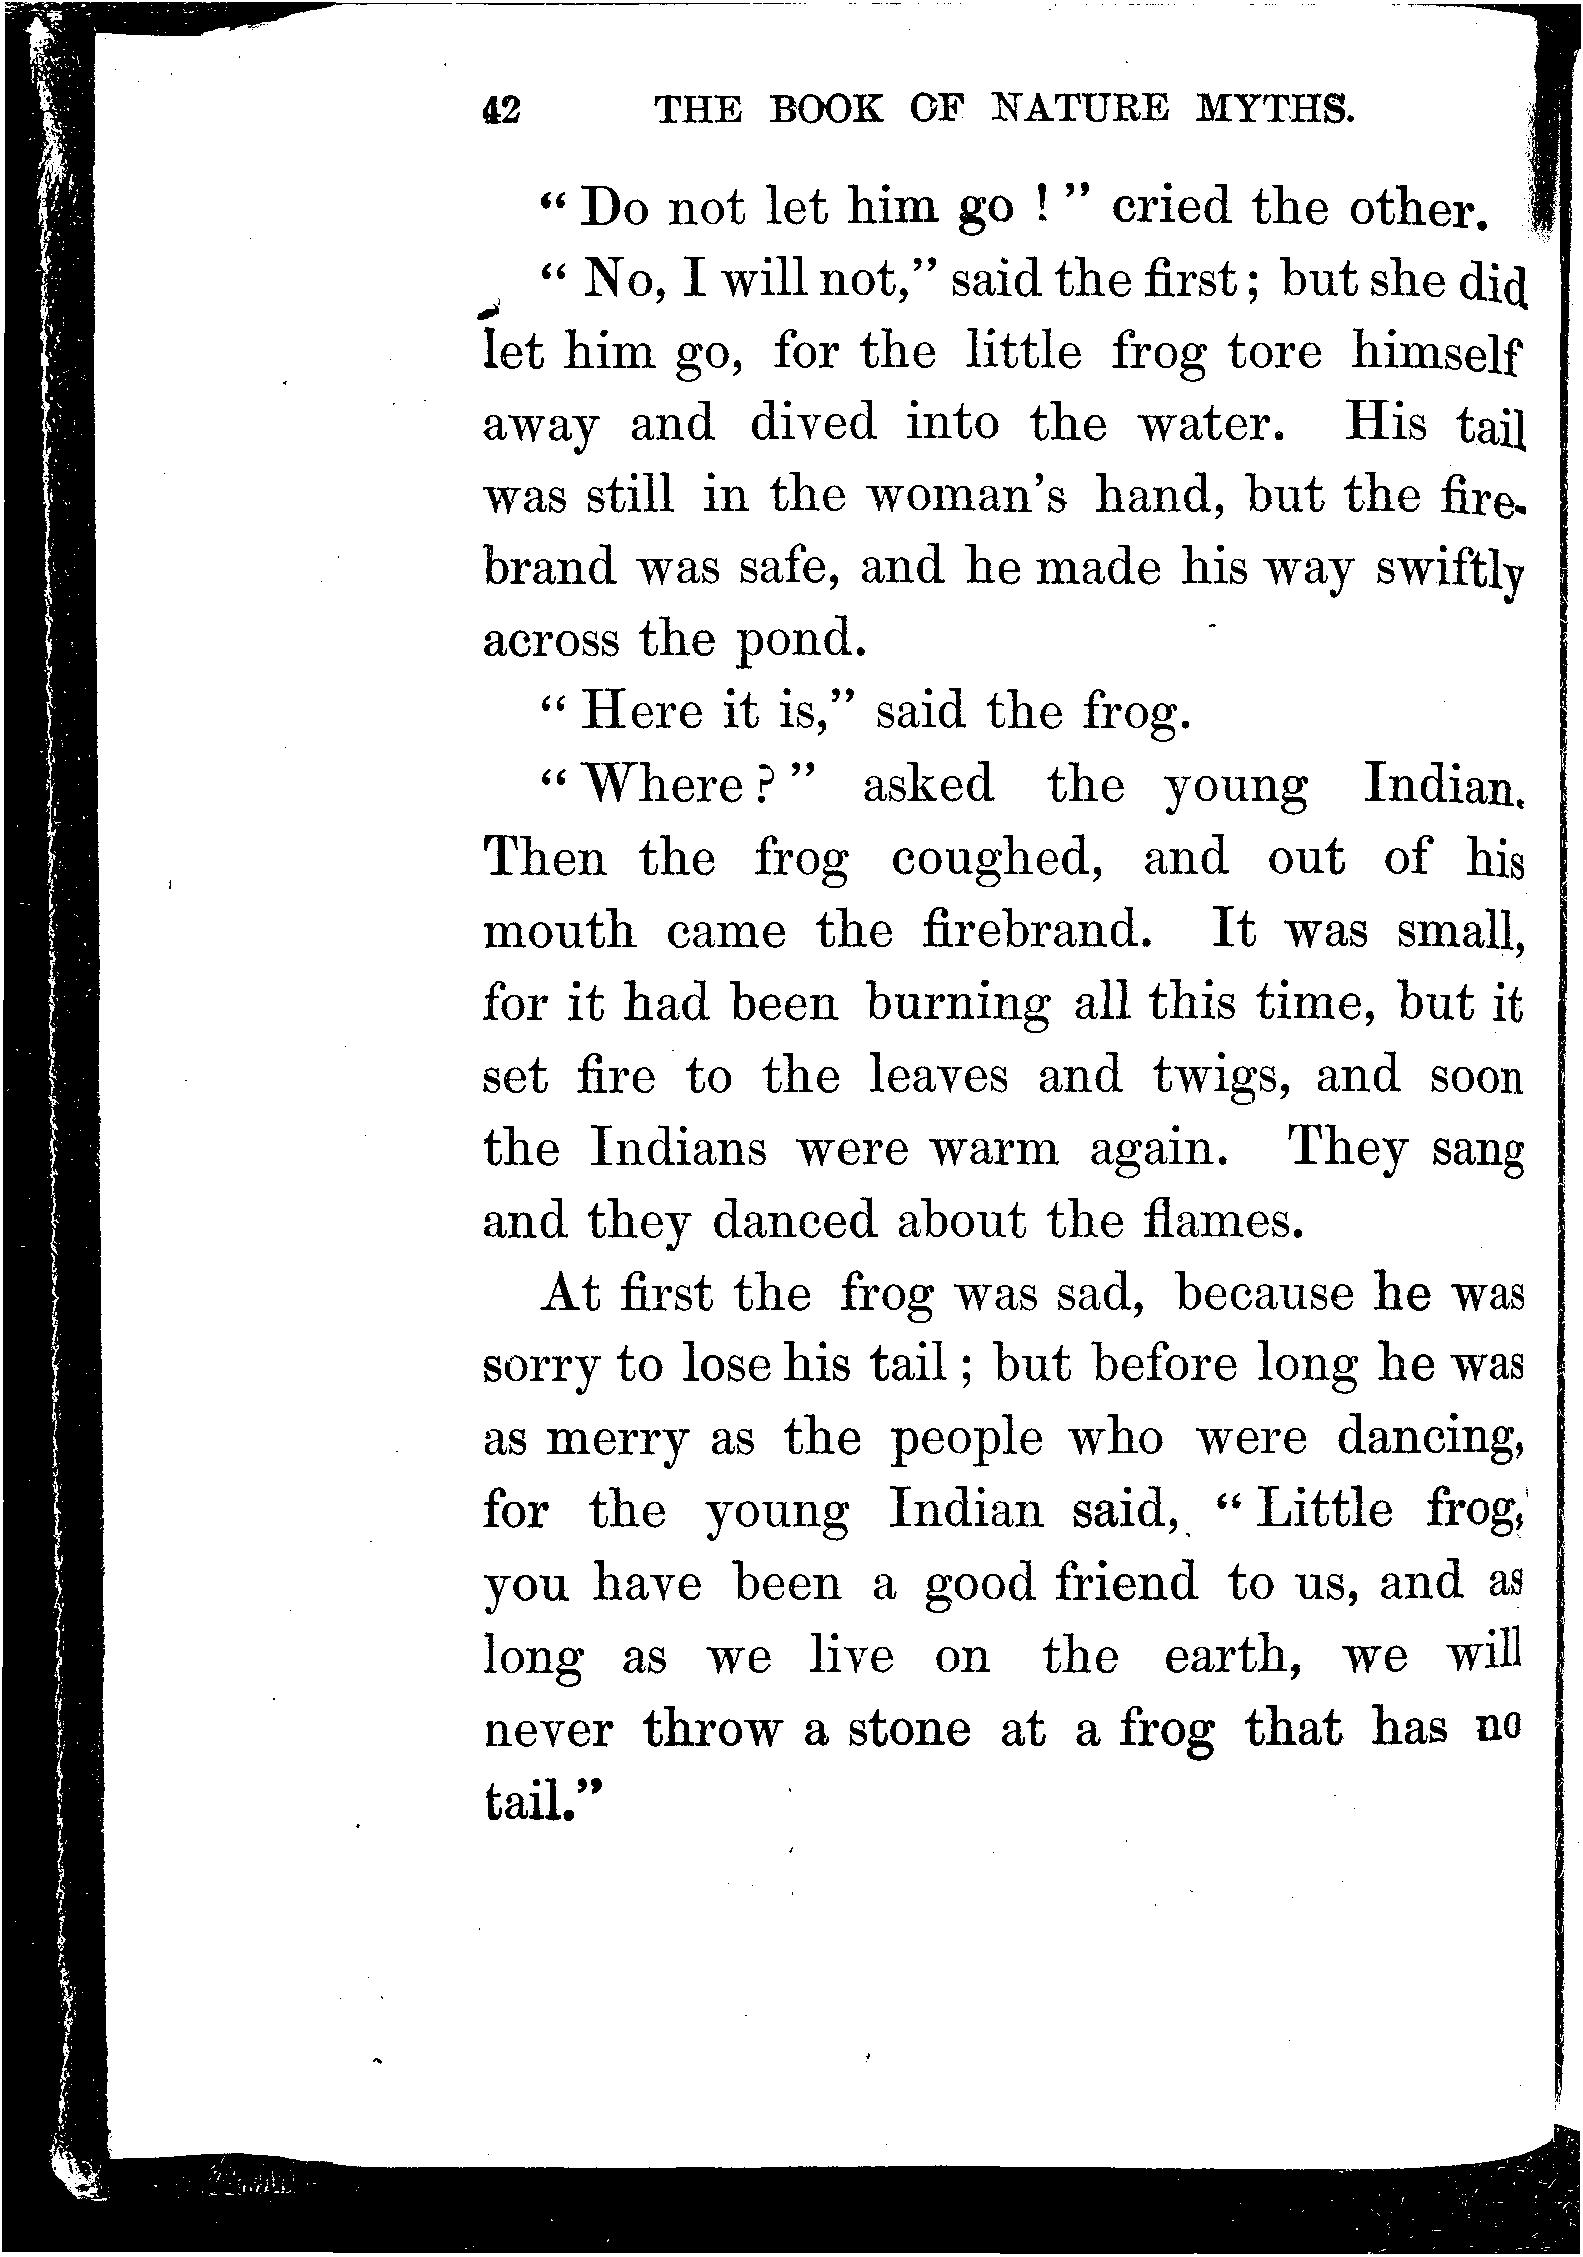 42 THE BOOK OF NATURE MYTHS.
“ Do not let him go ! ” cried the other.
“ No, I will not,” said the first ; but she did
let him go, for the little frog tore himself
away and dived into the water. His tail
was still in the woman's hand, but the fire-
brand was safe, and he made his way swiftly
across the pond.
“ Here it is,” said the frog.
“ Where ? ” asked the young Indian.
Then the frog coughed, and out of his
mouth came the firebrand. It was small,
for it had been burning all this time, but it
set fire to the leaves and twigs, and soon
the Indians were warm again. They sang
and they danced about the flames.
At first the frog was sad, because he was
sorry to lose his tail ; but before long he was
as merry as the people who were dancing,
for the young Indian said, “ Little frog,
you have been a good friend to us, and as
long as we live on the earth, we will
never throw a stone at a frog that has no
tail.”